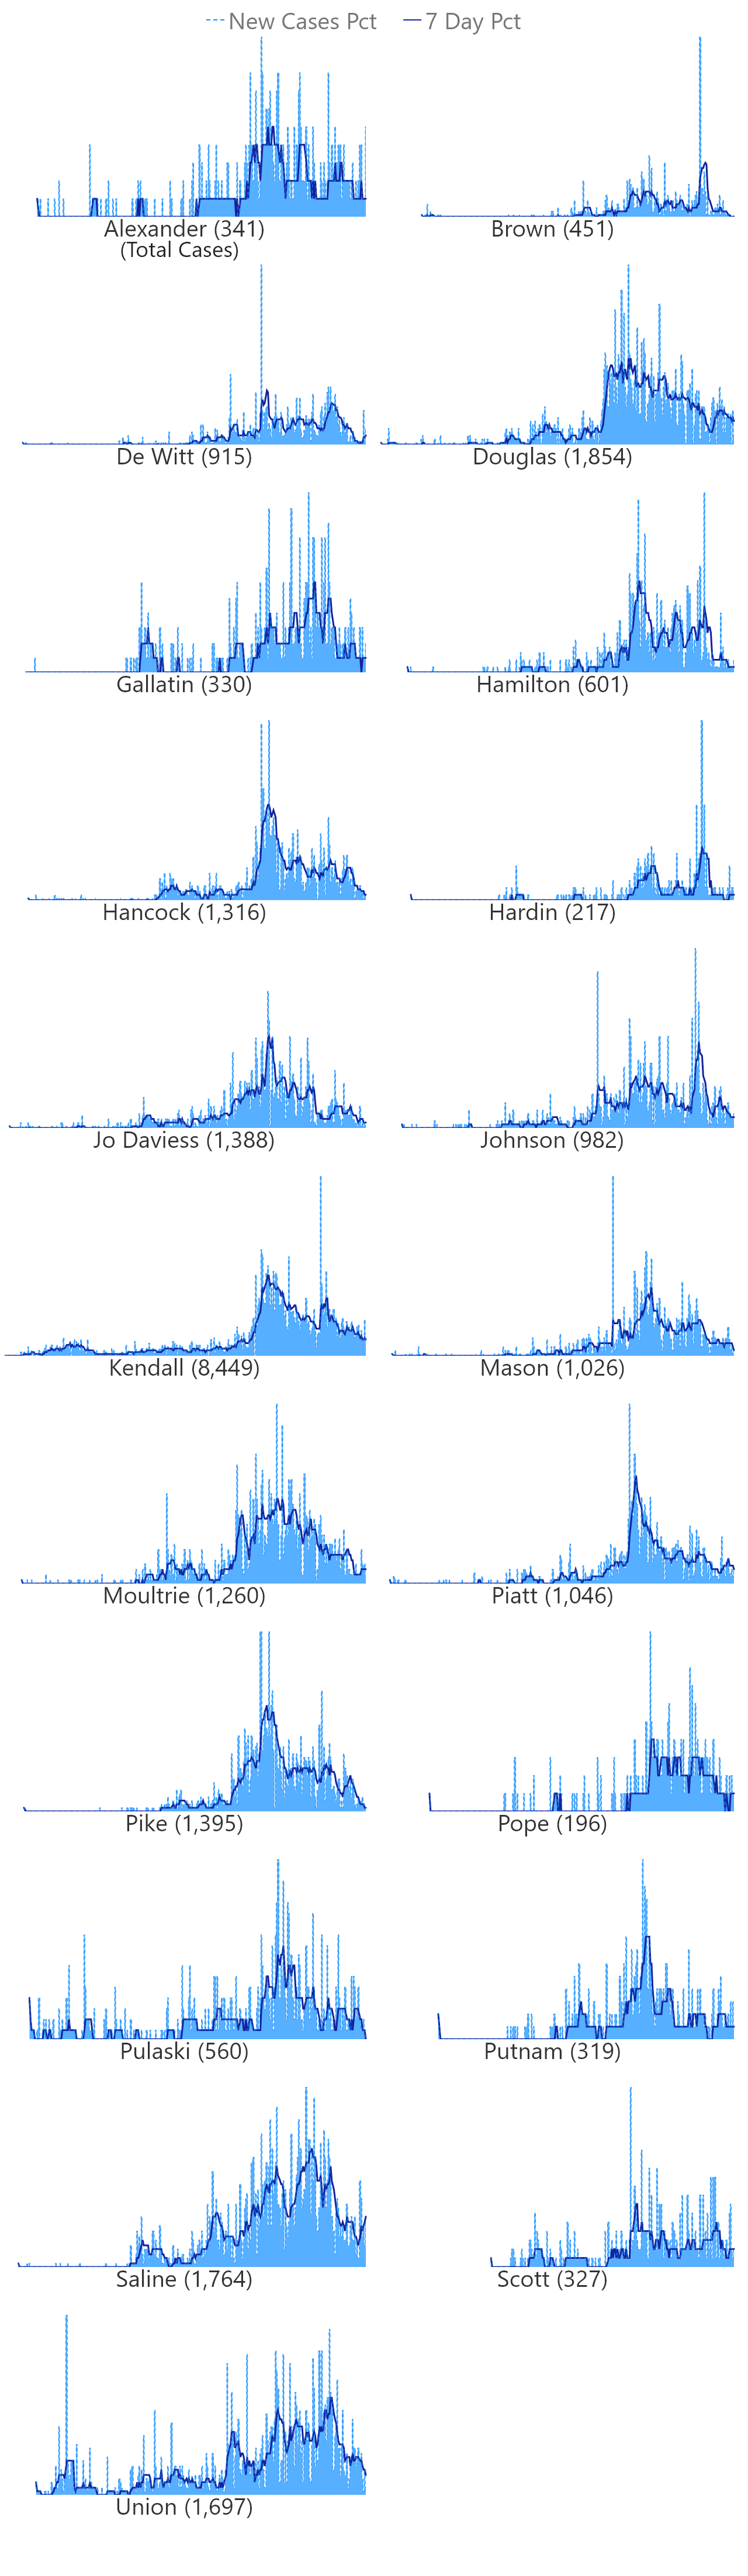 New Cases Pct 7 Day Pct
Alexander (341) Brown (451)
(Total Cases)
De Witt (915) Douglas (1,854)
Gallatin (330) Hamilton (601)
Hancock (1,316) Hardin (217)
Jo Daviess (1,388) Johnson (982)
Kendall (8,449) Mason (1,026)
Moultrie (1,260) Piatt (1,046)
Pike (1,395) Pope (196)
Pulaski (560) Putnam (319)
Saline (1,764) Scott (327)
Union (1,697)